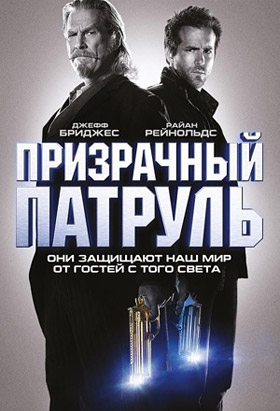 ДЖЕФФ
БРИДЖЕС
РАЙАН
РЕЙНОЛЬДС
ПРИЗРАЧНЫЙ
ПАТРУЛЬ
ОНИ ЗАЩИЩАЮТ НАШ МИР
ОТ ГОСТЕЙ С ТОГО СВЕТА